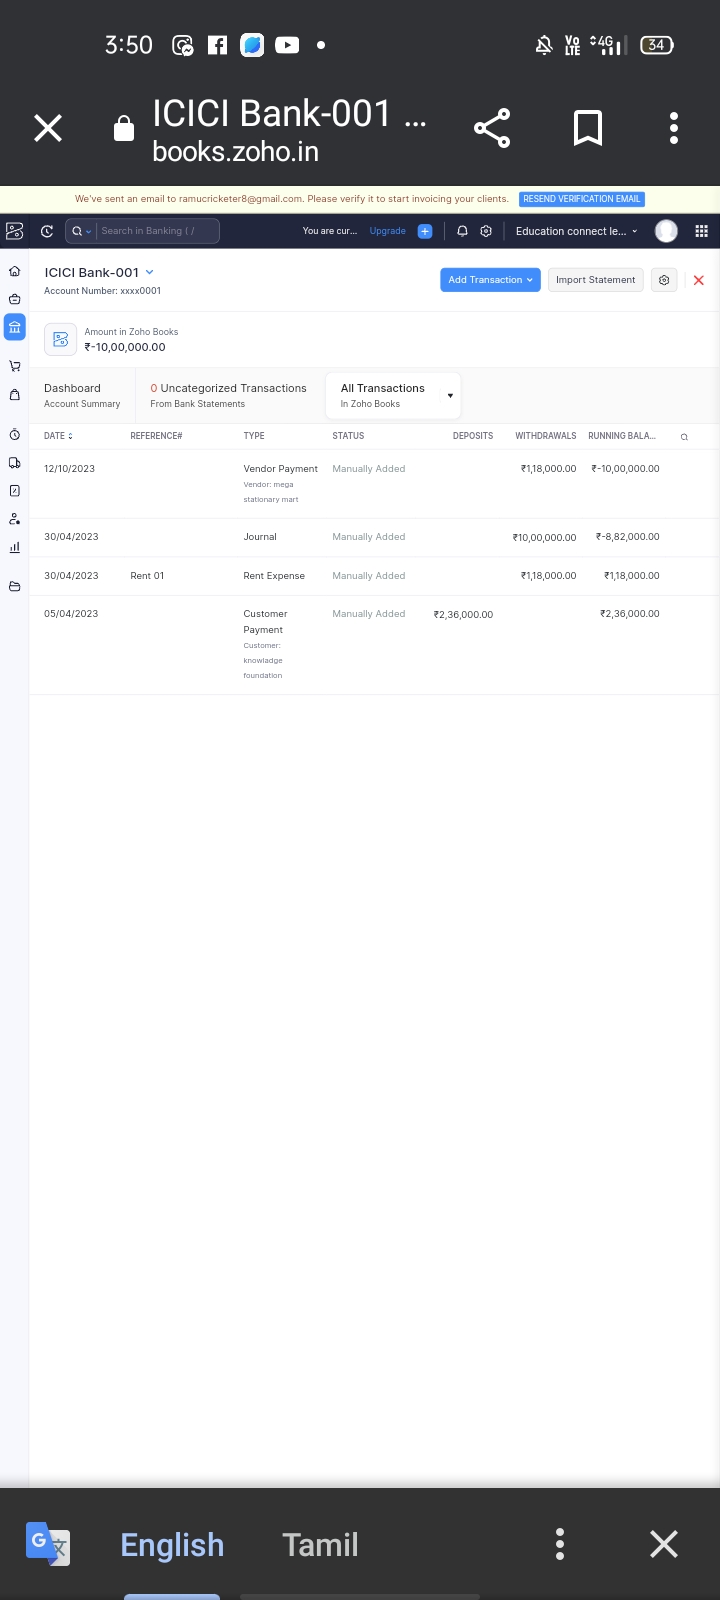 3:50
Vo LTE 4G 34
ICICI Bank-001 ...
books.zoho.in
We've sent an email to ramucricketer8@gmail.com. Please verify it to start invoicing your clients. RESEND VERIFICATION EMAIL
Search in Banking ( / You are cur... Upgrade Education connect le...
ICICI Bank-001
Account Number: xxxx0001
Add Transaction Import Statement
Amount in Zoho Books
₹-10,00,000.00
Dashboard 0 Uncategorized Transactions All Transactions
Account Summary From Bank Statements In Zoho Books
DATE REFERENCE# TYPE STATUS DEPOSITS WITHDRAWALS RUNNING BALA...
12/10/2023 Vendor Payment Manually Added ₹1,18,000.00 ₹-10,00,000.00
Vendor: mega
stationary mart
30/04/2023 Journal Manually Added ₹10,00,000.00 ₹-8,82,000.00
30/04/2023 Rent 01 Rent Expense Manually Added ₹1,18,000.00 ₹1,18,000.00
05/04/2023 Customer Manually Added ₹2,36,000.00 ₹2,36,000.00
Payment
Customer:
knowladge
foundation
English Tamil